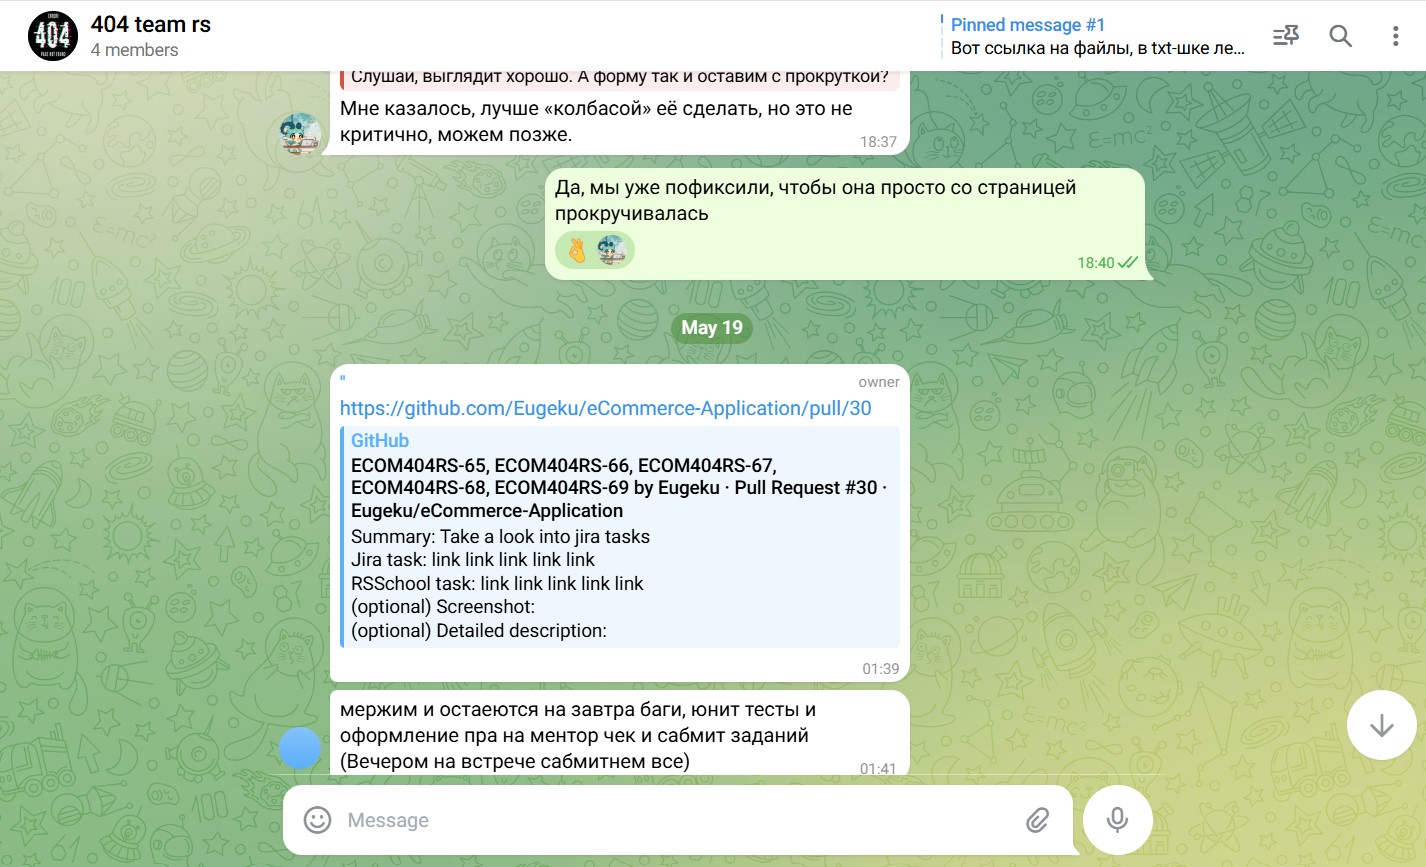 404 team rs
4 members
Pinned message #1
Вот ссылка на файлы, в txt-шке ле...
Слушай, выглядит хорошо. А форму так и оставим с прокруткой?
Мне казалось, лучше «колбасой» её сделать, но это не
критично, можем позже.
18:37
Да, мы уже пофиксили, чтобы она просто со страницей
прокручивалась
18:40
May 19
"
owner
https://github.com/Eugeku/eCommerce-Application/pull/30
GitHub
ECOM404RS-65, ECOM404RS-66, ECOM404RS-67,
ECOM404RS-68, ECOM404RS-69 by Eugeku · Pull Request #30 ·
Eugeku/eCommerce-Application
Summary: Take a look into jira tasks
Jira task: link link link link link
RSSchool task: link link link link link
(optional) Screenshot:
(optional) Detailed description:
01:39
мержим и остаеются на завтра баги, юнит тесты и
оформление пра на ментор чек и сабмит заданий
(Вечером на встрече сабмитнем все)
01:41
Message